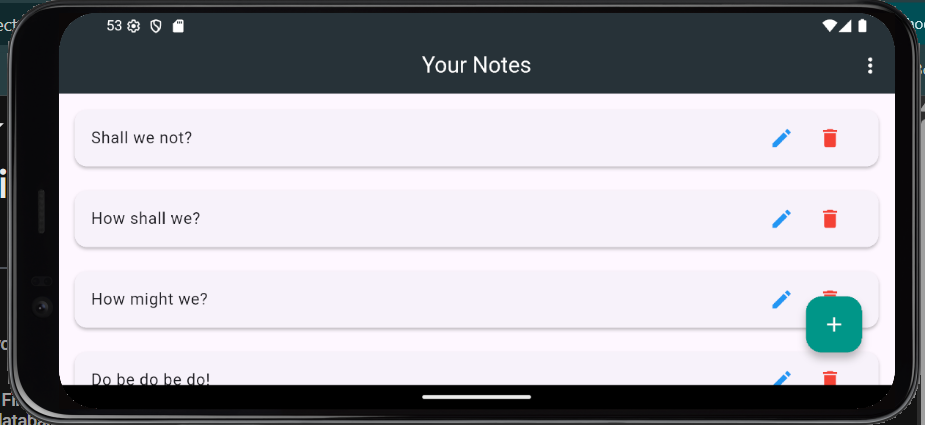 53
Your Notes
Shall we not?
How shall we?
How might we?
Do be do be do!